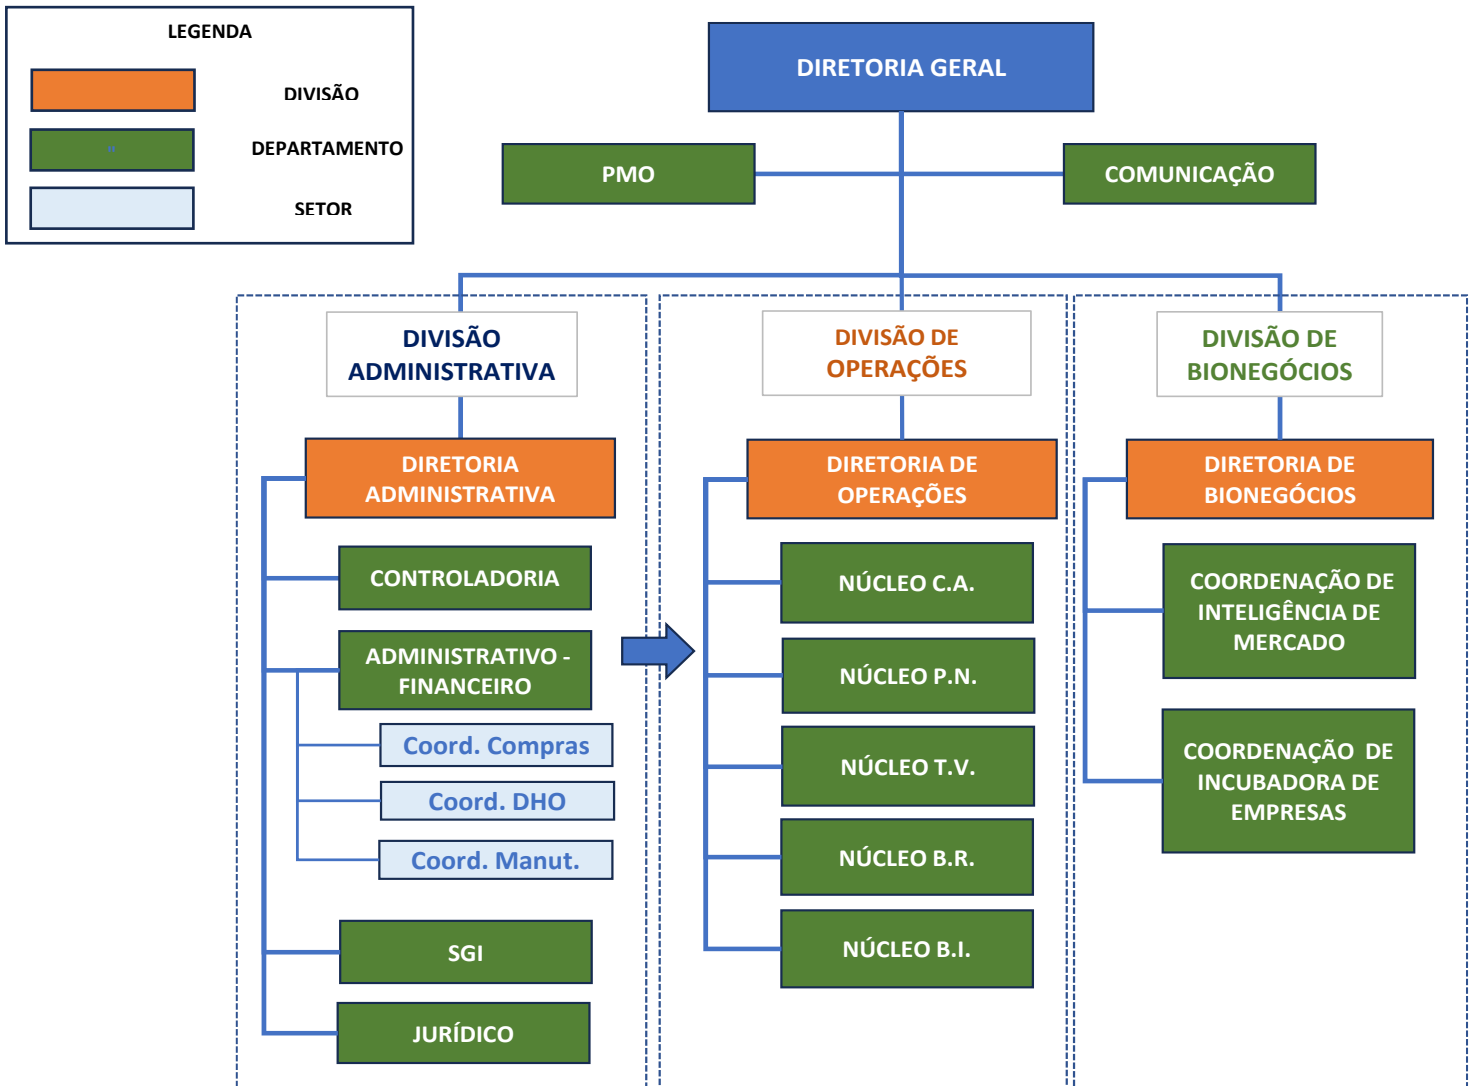 LEGENDA
DIVISÃO
DEPARTAMENTO
SETOR
DIRETORIA GERAL
PMO
COMUNICAÇÃO
DIVISÃO
ADMINISTRATIVA
DIRETORIA
ADMINISTRATIVA
CONTROLADORIA
ADMINISTRATIVO -
FINANCEIRO
Coord. Compras
Coord. DHO
Coord. Manut.
SGI
JURÍDICO
DIVISÃO DE
OPERAÇÕES
DIRETORIA DE
OPERAÇÕES
NÚCLEO C.A.
NÚCLEO P.N.
NÚCLEO T.V.
NÚCLEO B.R.
NÚCLEO B.I.
DIVISÃO DE
BIONEGÓCIOS
DIRETORIA DE
BIONEGÓCIOS
COORDENAÇÃO DE
INTELIGÊNCIA DE
MERCADO
COORDENAÇÃO DE
INCUBADORA DE
EMPRESAS